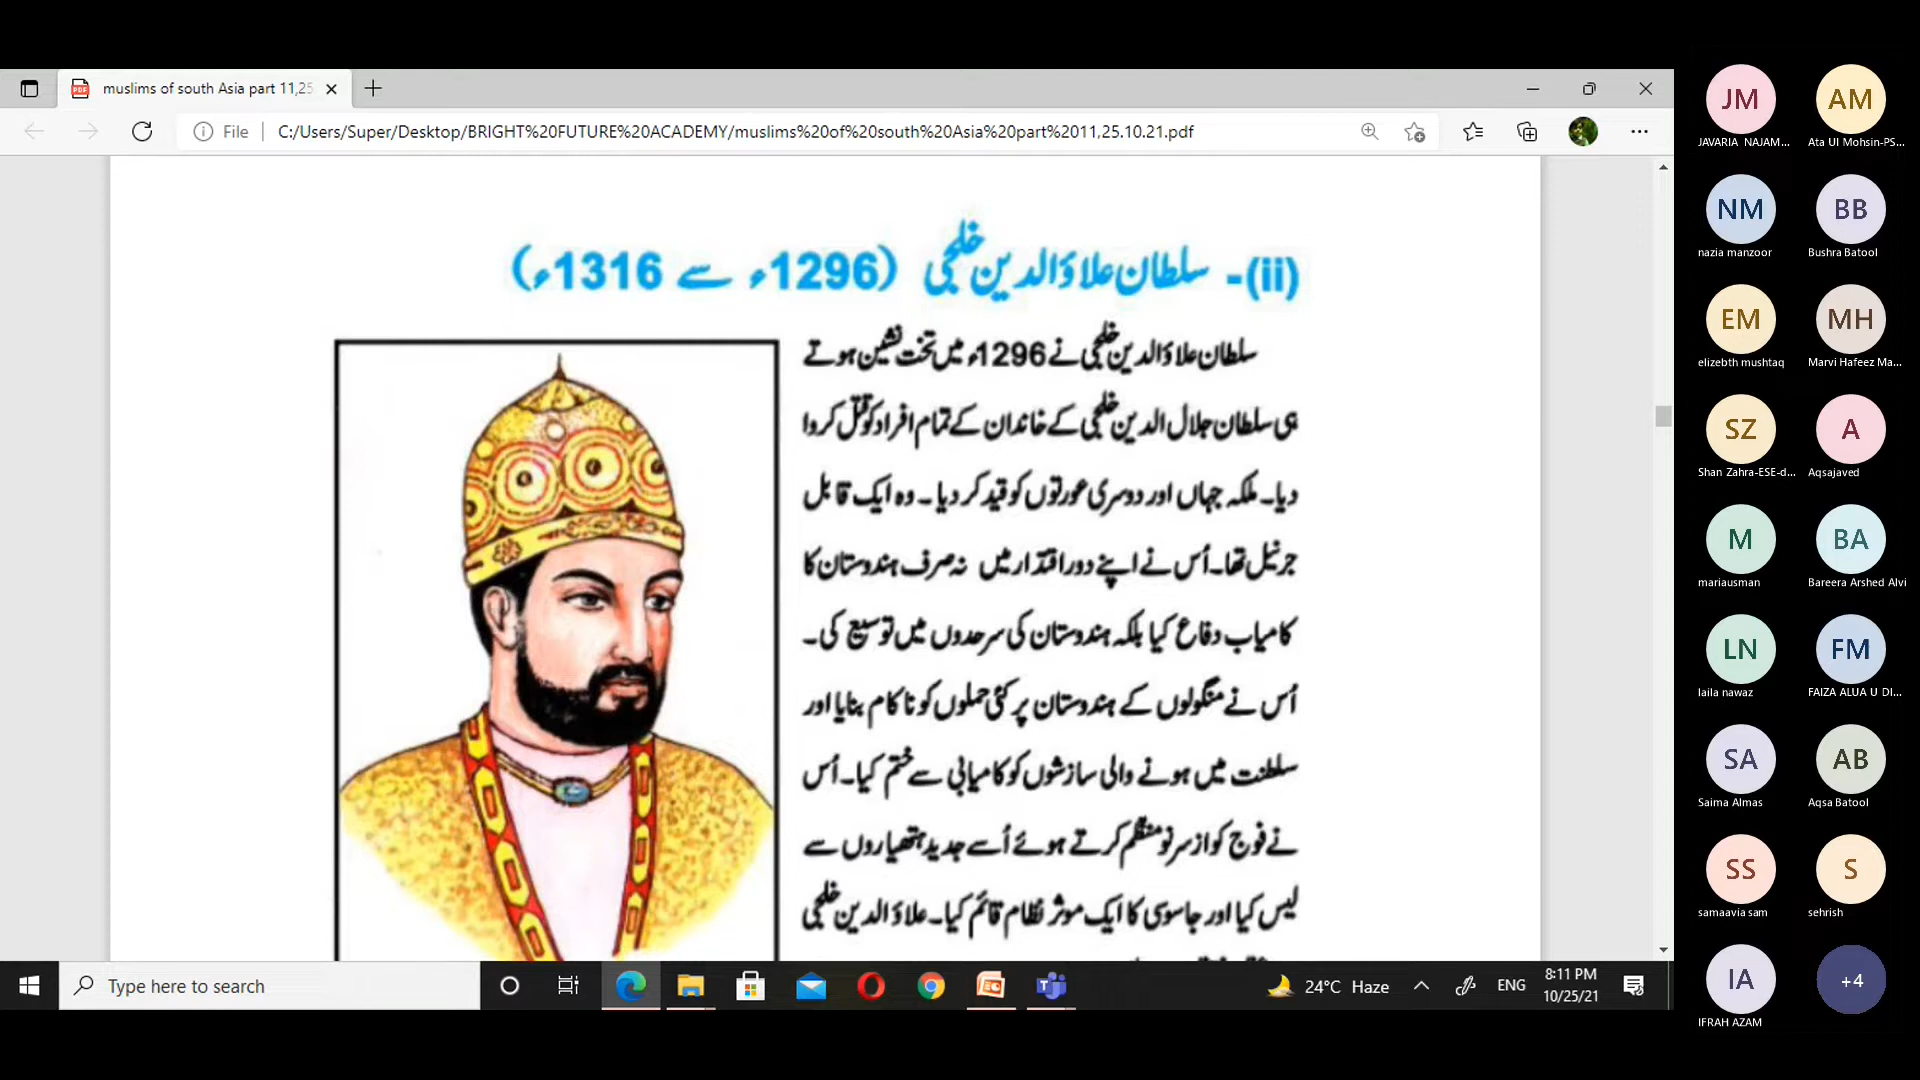 muslims of south Asia part 11,25
File
C:/Users/Super/Desktop/BRIGHT%20FUTURE%20ACADEMY/muslims%20of%20south%20Asia%20part%2011,25.10.21.pdf
(ii)- سلطان علاؤالدین خلجی (1296ء سے 1316ء)
سلطان علاؤالدین خلجی نے 1296ء میں تخت نشین ہوتے
ہی سلطان جلال الدین خلجی کے خاندان کے تمام افراد کو قتل کروا
دیا۔ ملکہ جہاں اور دوسری عورتوں کو قید کر دیا۔ وہ ایک قابل
جرنیل تھا۔ اُس نے اپنے دور اقتدار میں نہ صرف ہندوستان کا
کامیاب دفاع کیا بلکہ ہندوستان کی سرحدوں میں توسیع کی۔
اُس نے منگولوں کے ہندوستان پر کئی حملوں کو ناکام بنایا اور
سلطنت میں ہونے والی سازشوں کو کامیابی سے ختم کیا۔ اُس
نے فوج کو از سرِ نو منظم کرتے ہوئے اُسے جدید ہتھیاروں سے
لیس کیا اور جاسوسی کا ایک موثر نظام قائم کیا۔ علاؤالدین خلجی
Type here to search
24°C Haze
ENG
8:11 PM
10/25/21
JM
JAVARIA NAJAM...
AM
Ata Ul Mohsin-PS...
NM
nazia manzoor
BB
Bushra Batool
EM
elizebth mushtaq
MH
Marvi Hafeez Ma...
SZ
Shan Zahra-ESE-d...
A
Aqsajaved
M
mariausman
BA
Bareera Arshed Alvi
LN
laila nawaz
FM
FAIZA ALUA U DI...
SA
Saima Almas
AB
Aqsa Batool
SS
samaavia sam
S
sehrish
IA
IFRAH AZAM
+4